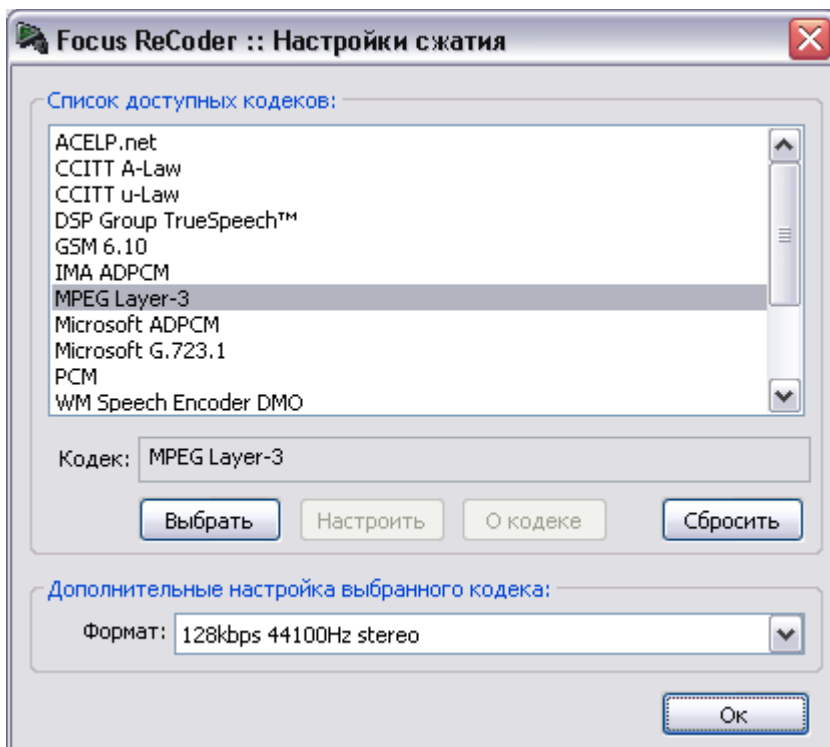 Focus ReCoder :: Настройки сжатия
Список доступных кодеков:
ACELP.net
CCITT A-Law
CCITT u-Law
DSP Group TrueSpeech™
GSM 6.10
IMA ADPCM
MPEG Layer-3
Microsoft ADPCM
Microsoft G.723.1
PCM
WM Speech Encoder DMO
Кодек: MPEG Layer-3
Выбрать Настроить О кодеке Сбросить
Дополнительные настройка выбранного кодека:
Формат: 128kbps 44100Hz stereo
Ок